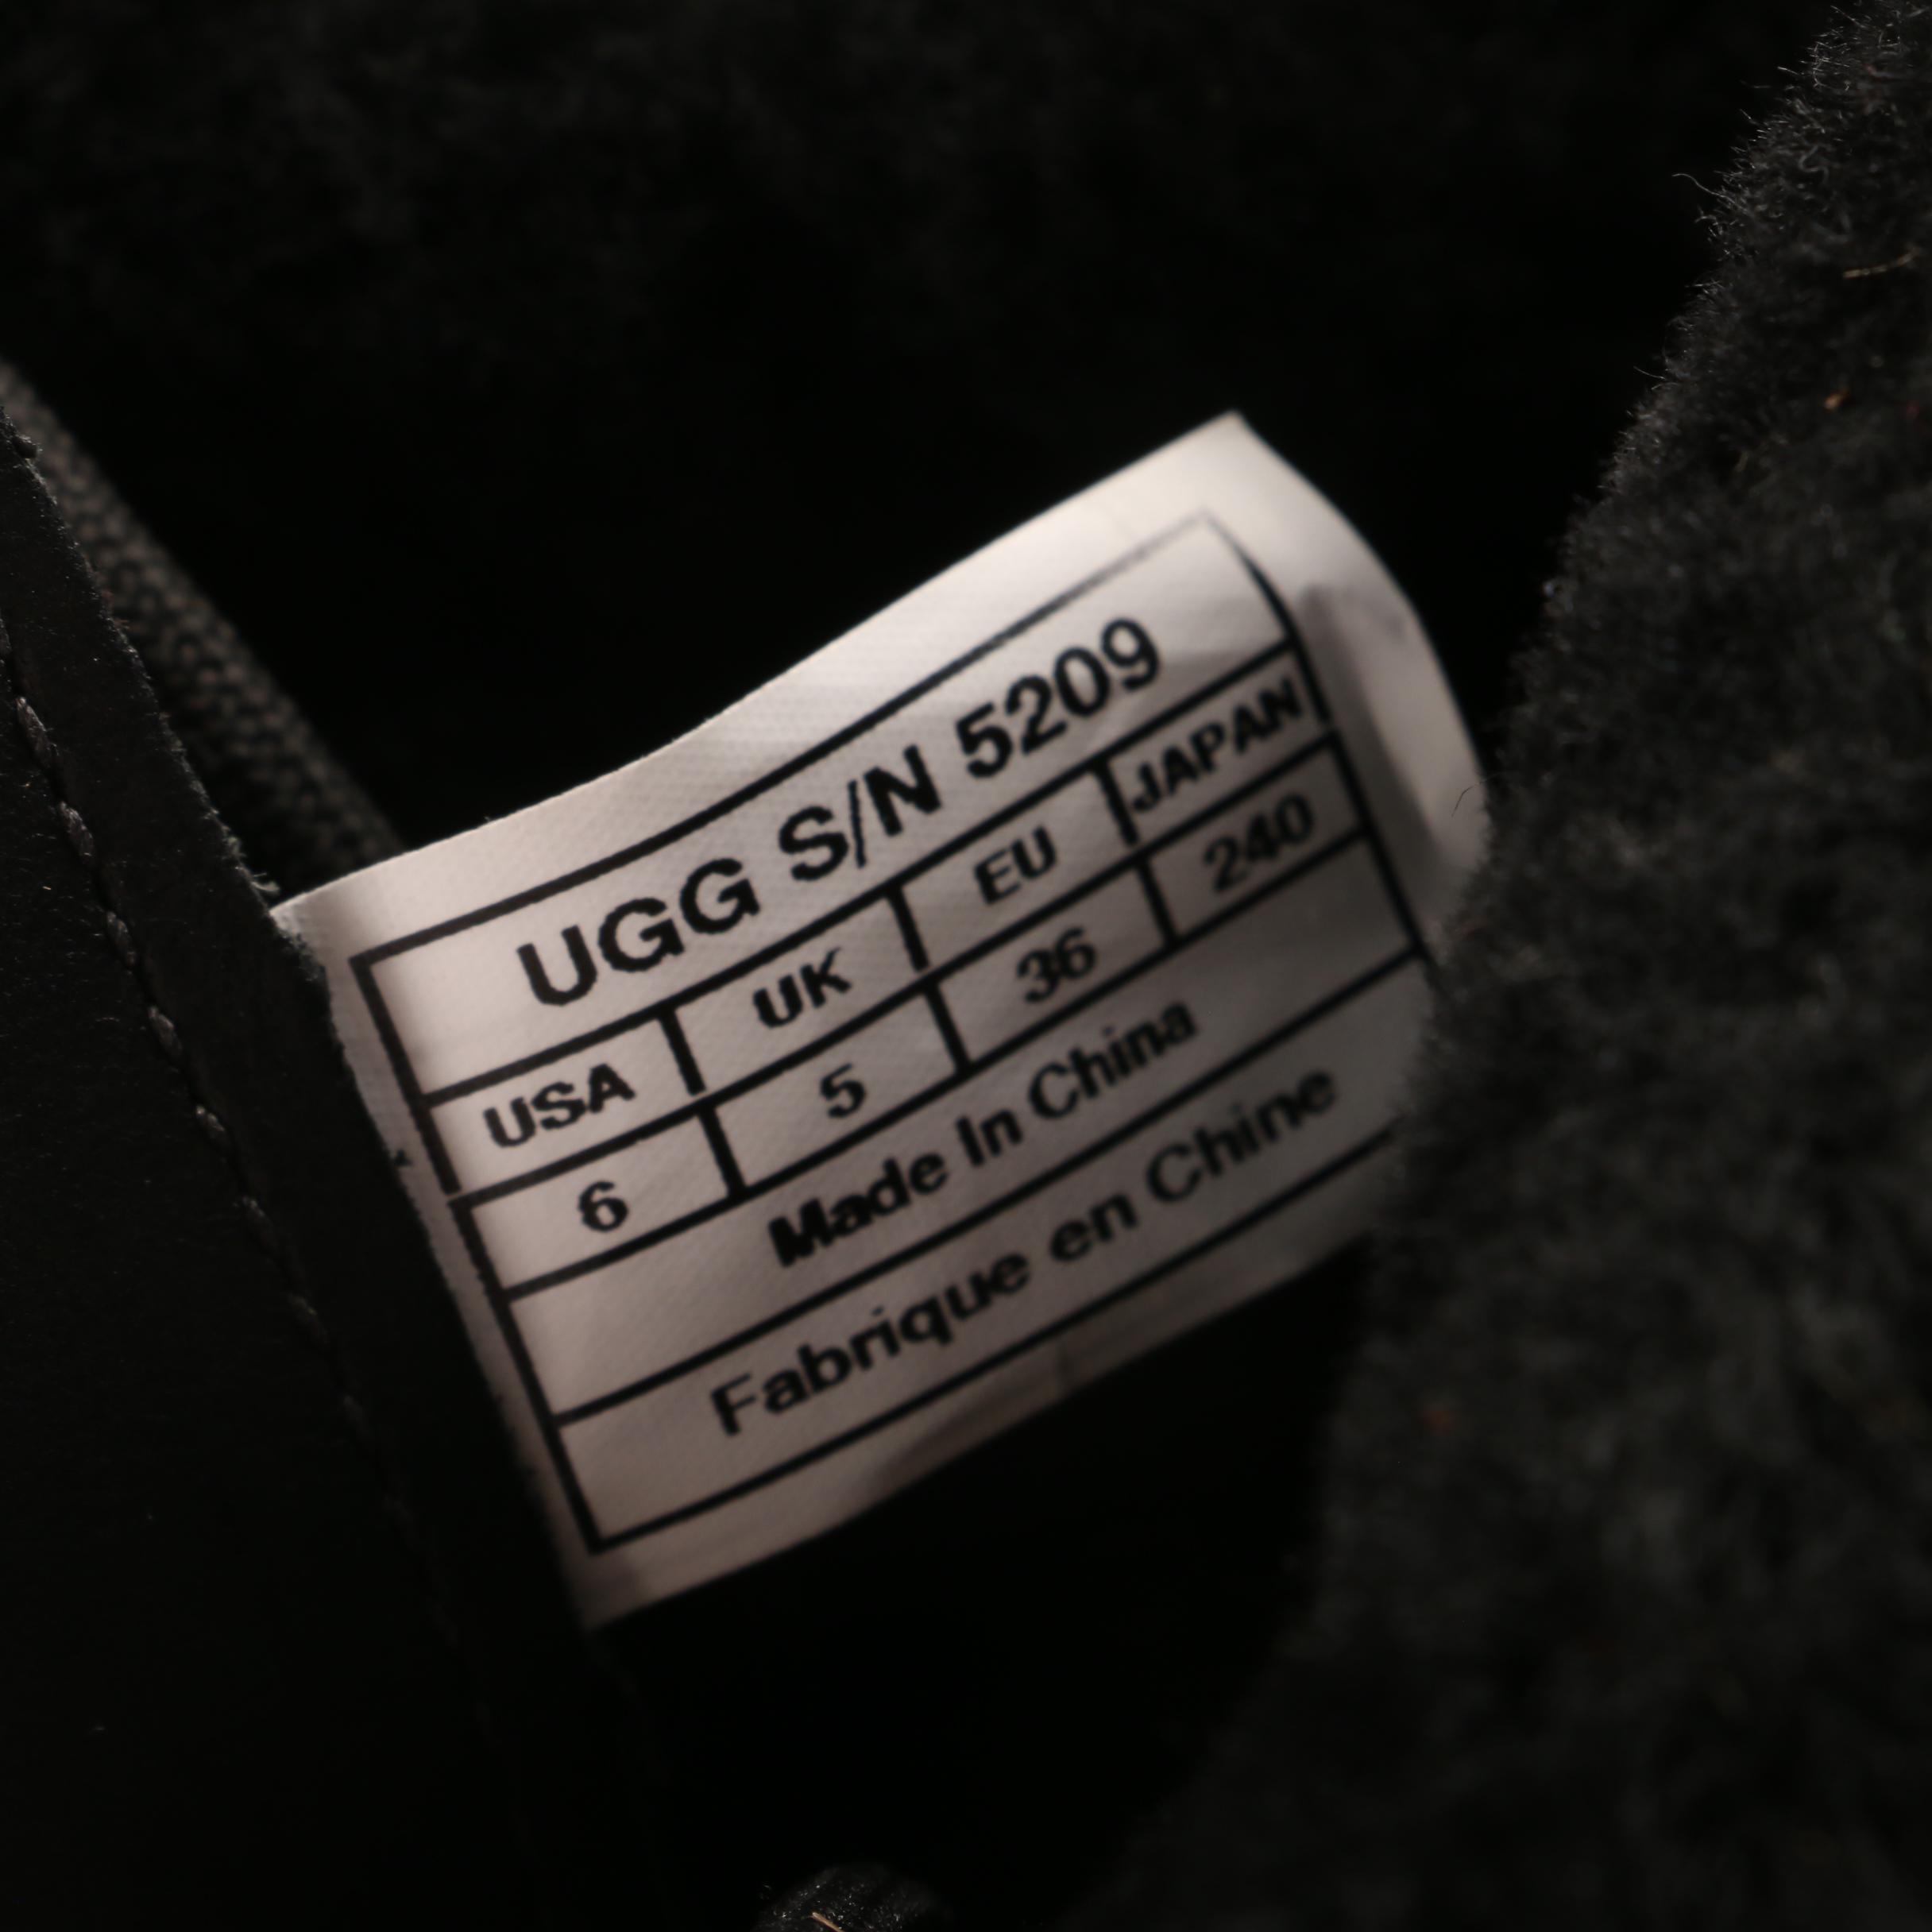 UGG S/N 5209
USA UK EU JAPAN
6 5 36 240
Made In China
Fabrique en Chine